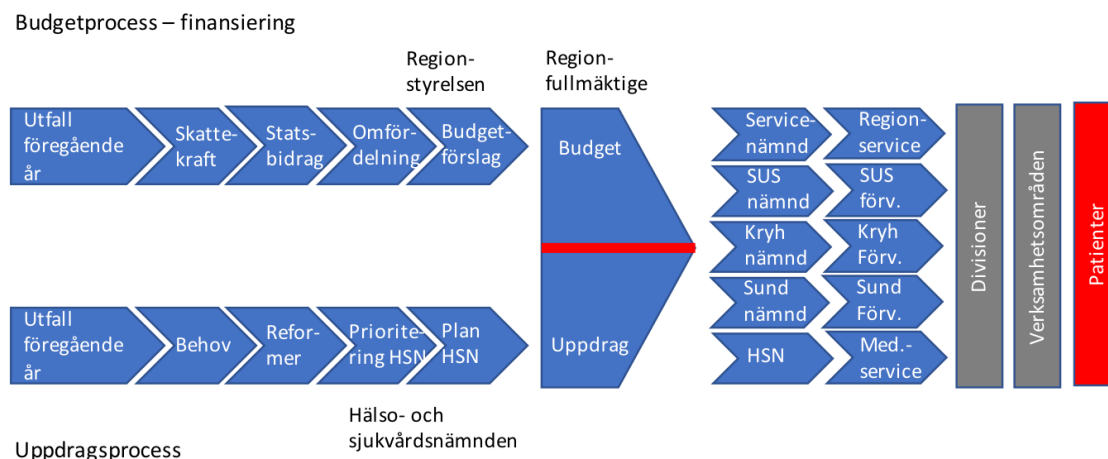 Budgetprocess – finansiering
Region-
styrelsen
Region-
fullmäktige
Utfall
föregående
år
Skatte-
kraft
Stats-
bidrag
Omför-
delning
Budget-
förslag
Budget
Service-
nämnd
Region-
service
SUS
nämnd
SUS
förv.
Kryh
nämnd
Kryh
Förv.
Sund
nämnd
Sund
Förv.
HSN
Med.-
service
Divisioner
Verksamhetsområden
Patienter
Utfall
föregående
år
Behov
Refor-
mer
Priorite-
ring HSN
Plan
HSN
Uppdrag
Hälso- och
sjukvårdsnämnden
Uppdragsprocess